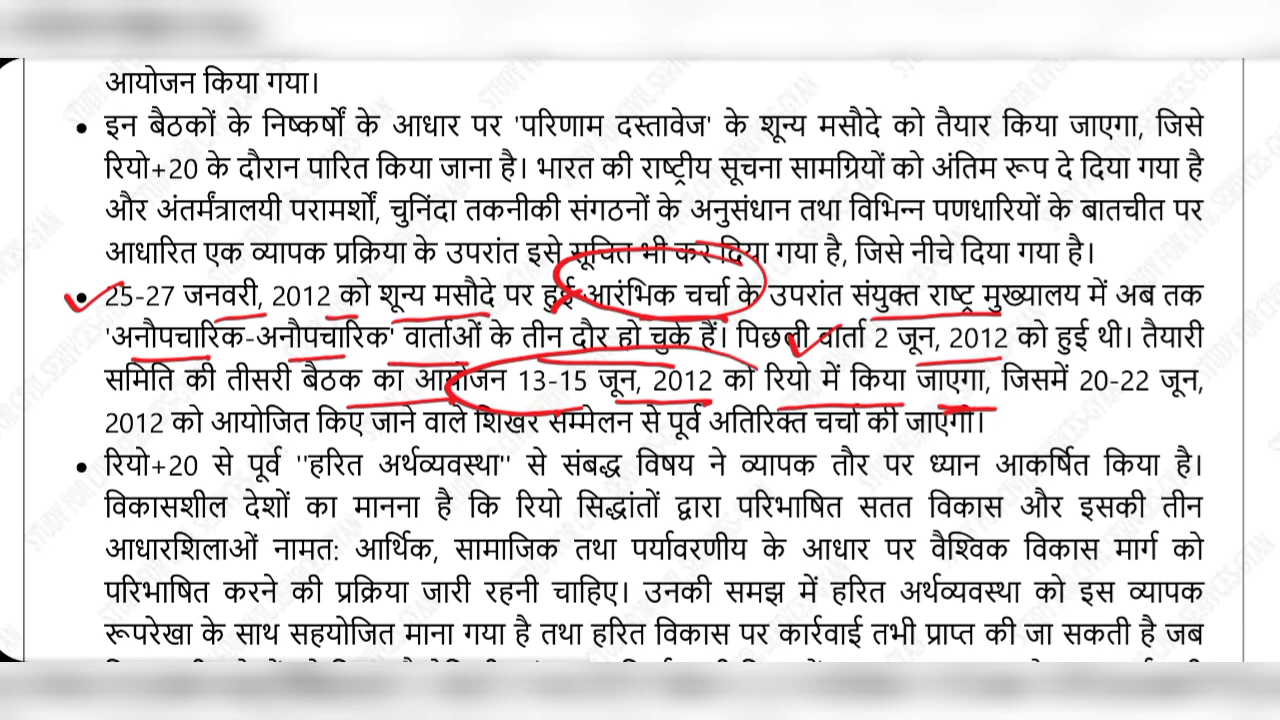 आयोजन किया गया।
• इन बैठकों के निष्कर्षों के आधार पर 'परिणाम दस्तावेज' के शून्य मसौदे को तैयार किया जाएगा, जिसे
रियो+20 के दौरान पारित किया जाना है। भारत की राष्ट्रीय सूचना सामग्रियों को अंतिम रूप दे दिया गया है
और अंतर्मंत्रालयी परामर्शों, चुनिंदा तकनीकी संगठनों के अनुसंधान तथा विभिन्न पणधारियों के बातचीत पर
आधारित एक व्यापक प्रक्रिया के उपरांत इसे सूचित भी कर दिया गया है, जिसे नीचे दिया गया है।
• 25-27 जनवरी, 2012 को शून्य मसौदे पर हुई आरंभिक चर्चा के उपरांत संयुक्त राष्ट्र मुख्यालय में अब तक
'अनौपचारिक-अनौपचारिक' वार्ताओं के तीन दौर हो चुके हैं। पिछली वार्ता 2 जून, 2012 को हुई थी। तैयारी
समिति की तीसरी बैठक का आयोजन 13-15 जून, 2012 को रियो में किया जाएगा, जिसमें 20-22 जून,
2012 को आयोजित किए जाने वाले शिखर सम्मेलन से पूर्व अतिरिक्त चर्चा की जाएगी।
• रियो+20 से पूर्व ''हरित अर्थव्यवस्था'' से संबद्ध विषय ने व्यापक तौर पर ध्यान आकर्षित किया है।
विकासशील देशों का मानना है कि रियो सिद्धांतों द्वारा परिभाषित सतत विकास और इसकी तीन
आधारशिलाओं नामत: आर्थिक, सामाजिक तथा पर्यावरणीय के आधार पर वैश्विक विकास मार्ग को
परिभाषित करने की प्रक्रिया जारी रहनी चाहिए। उनकी समझ में हरित अर्थव्यवस्था को इस व्यापक
रूपरेखा के साथ सहयोजित माना गया है तथा हरित विकास पर कार्रवाई तभी प्राप्त की जा सकती है जब